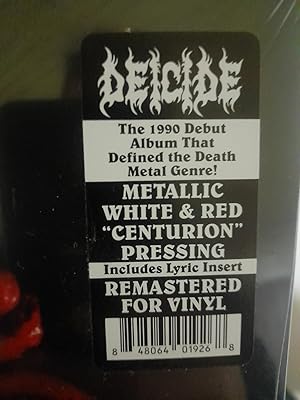 DEICIDE
The 1990 Debut
Album That
Defined the Death
Metal Genre!
METALLIC
WHITE & RED
"CENTURION"
PRESSING
Includes Lyric Insert
REMASTERED
FOR VINYL
8 48064 01926 8